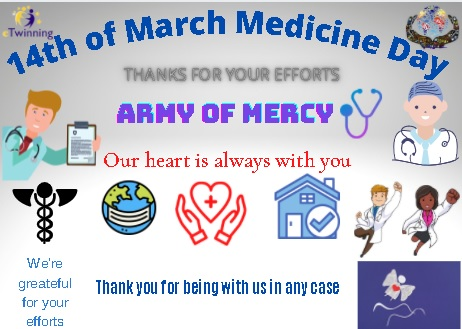 eTwinning
14th of March Medicine Day
THANKS FOR YOUR EFFORTS
ARMY OF MERCY
Our heart is always with you
We're
greateful
for your
efforts
Thank you for being with us in any case